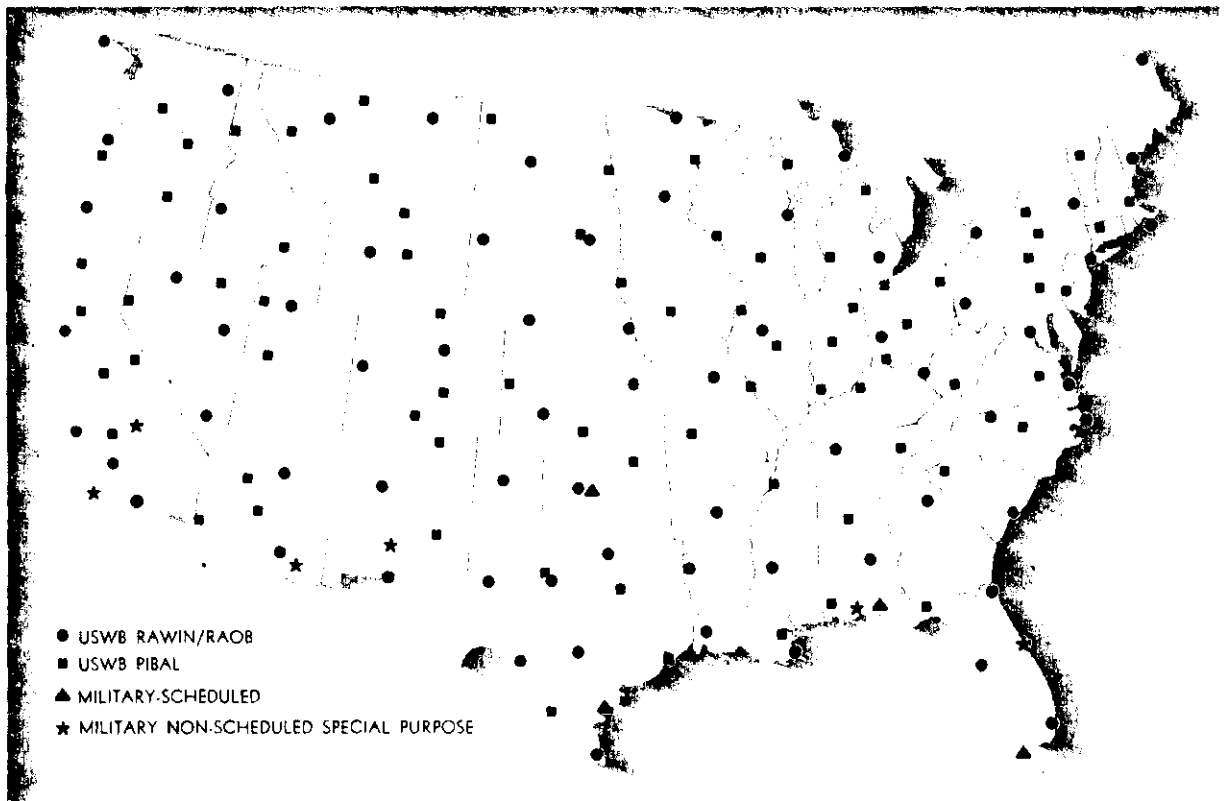 USWB RAWIN/RAOB
USWB PIBAL
MILITARY-SCHEDULED
MILITARY NON-SCHEDULED SPECIAL PURPOSE